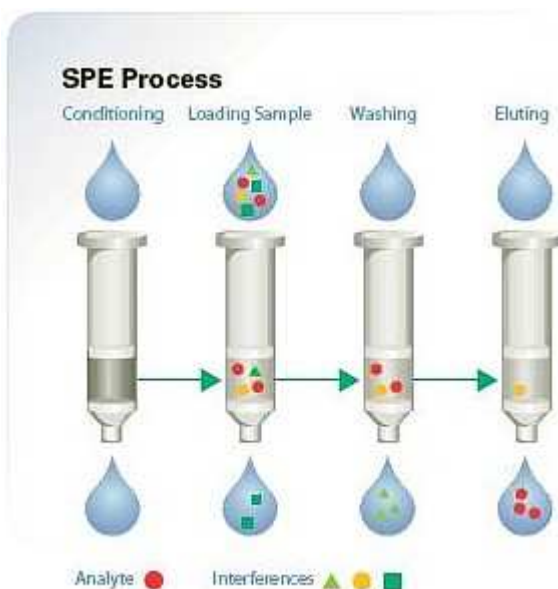 SPE Process
Conditioning Loading Sample Washing Eluting
Analyte Interferences